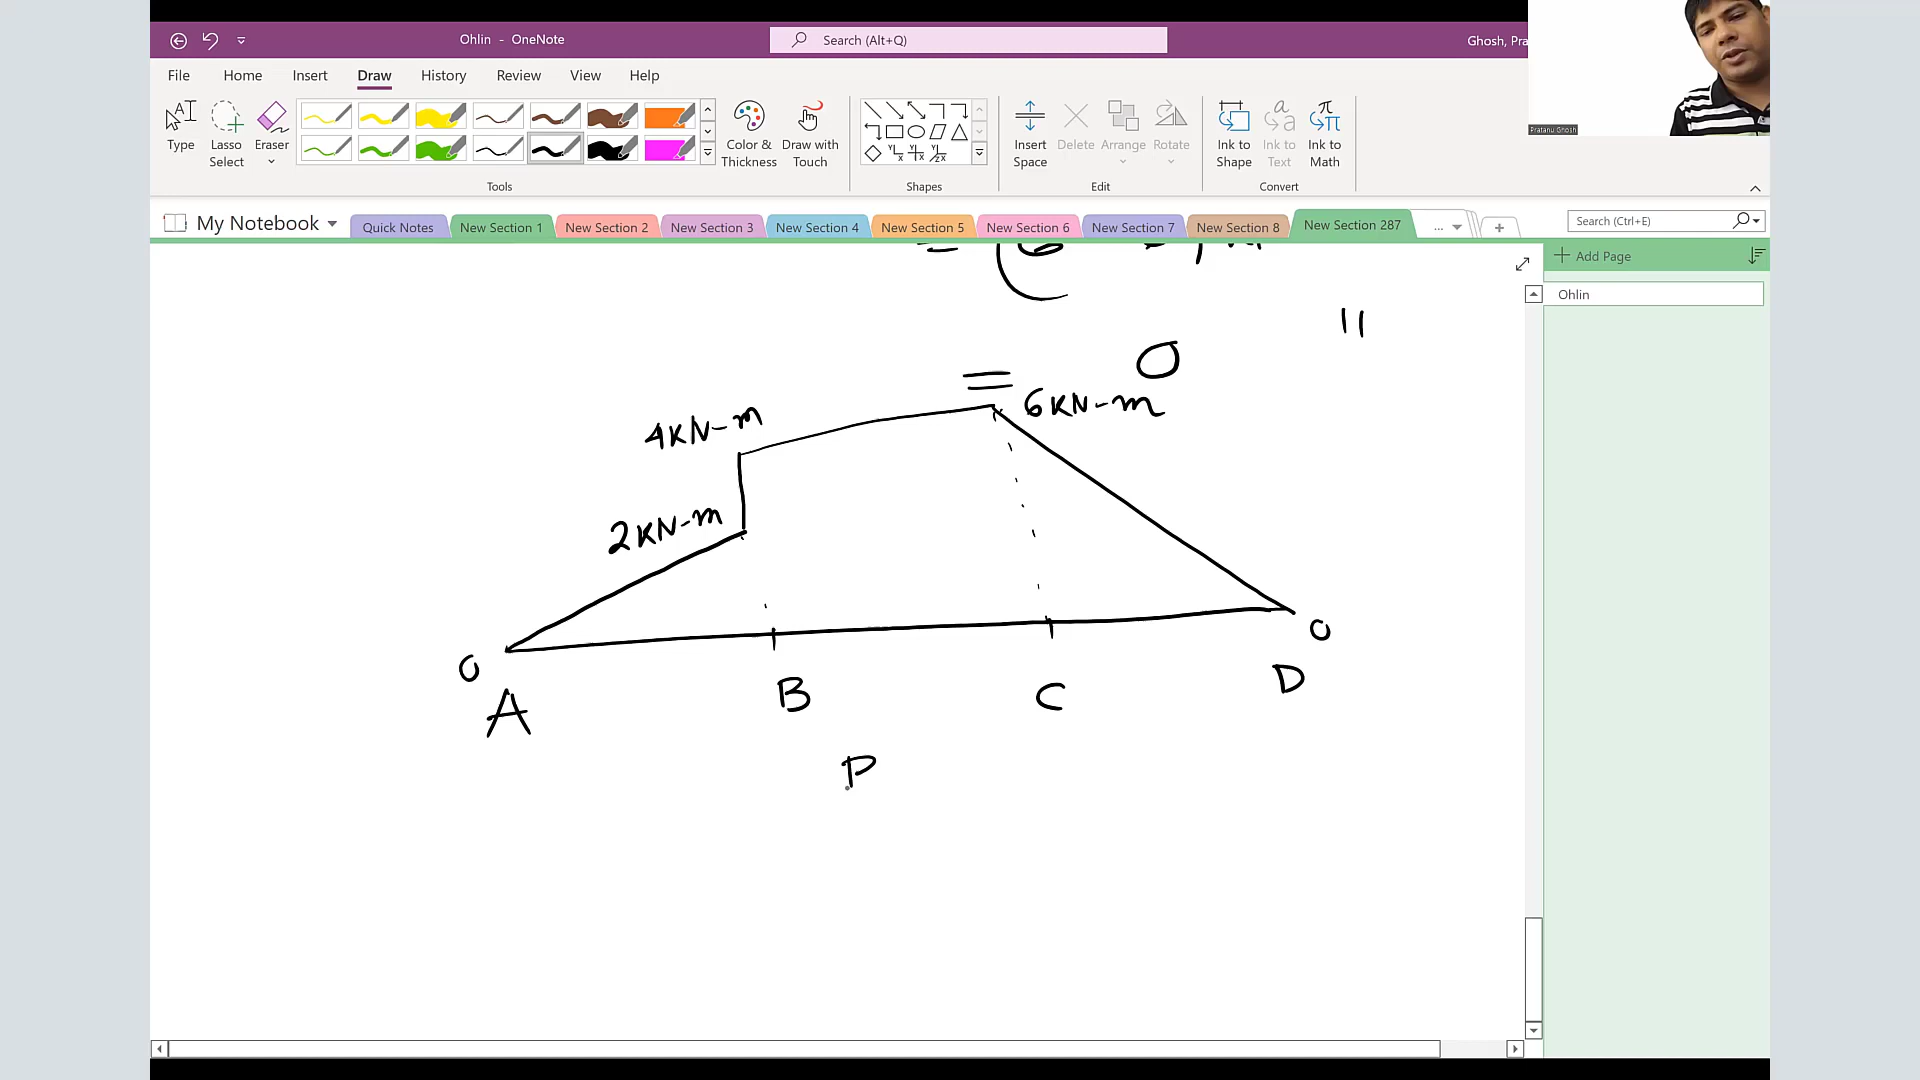 Ohlin - OneNote
Search (Alt+Q)
Ghosh, Pra
File Home Insert Draw History Review View Help
Type
Lasso Select
Eraser
Color & Thickness
Draw with Touch
Insert Space
Delete
Arrange
Rotate
Ink to Shape
Ink to Text
Ink to Math
Tools
Shapes
Edit
Convert
Pratanu Ghosh
My Notebook
Quick Notes
New Section 1
New Section 2
New Section 3
New Section 4
New Section 5
New Section 6
New Section 7
New Section 8
New Section 287
...
Search (Ctrl+E)
Add Page
Ohlin
= 0
6KN-m
4KN-m
2KN-m
0
0
A
B
C
D
P